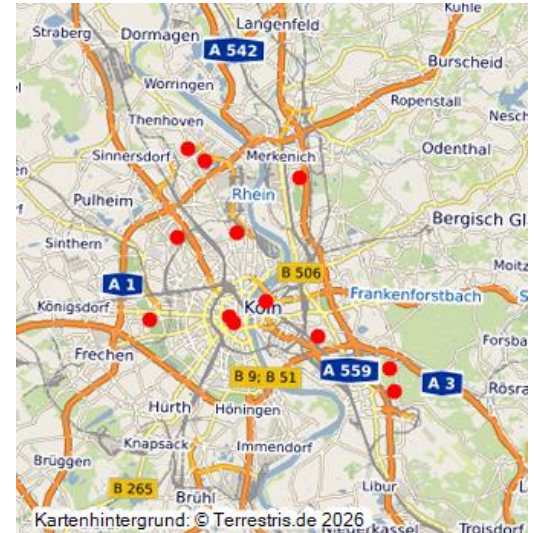 Kuhle
Straberg
Dormagen
Langenfeld
A 542
Burscheid
Worringen
Ropenstall
Thenhoven
Nesch
Sinnersdorf
Merkenich
Odenthal
Rhein
Pulheim
Bergisch Gl
Sinthern
Moitz
B 506
A 1
Frankenforstbach
S
Königsdorf
Köln
Forsba
Frechen
A 559
B 9; B 51
A 3
Rösra
Hürth
Höningen
Knapsack
Immendorf
Brüggen
B 265
Libur
Brühl
Kartenhintergrund: © Terrestris.de 2026
Niederkassel
Troisdorf